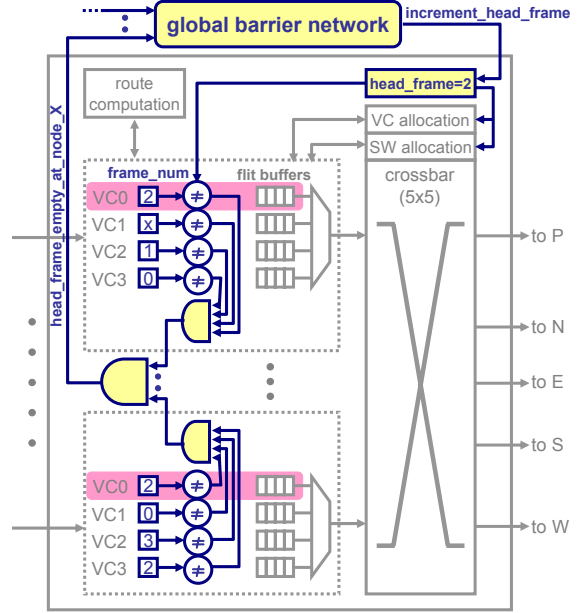 global barrier network
increment_head_frame
route
computation
head_frame=2
VC allocation
SW allocation
head_frame_empty_at_node_X
frame_num
flit buffers
crossbar
(5x5)
VC0 2 ≠
VC1 x ≠
VC2 1 ≠
VC3 0 ≠
to P
to N
to E
to S
to W
VC0 2 ≠
VC1 0 ≠
VC2 3 ≠
VC3 2 ≠